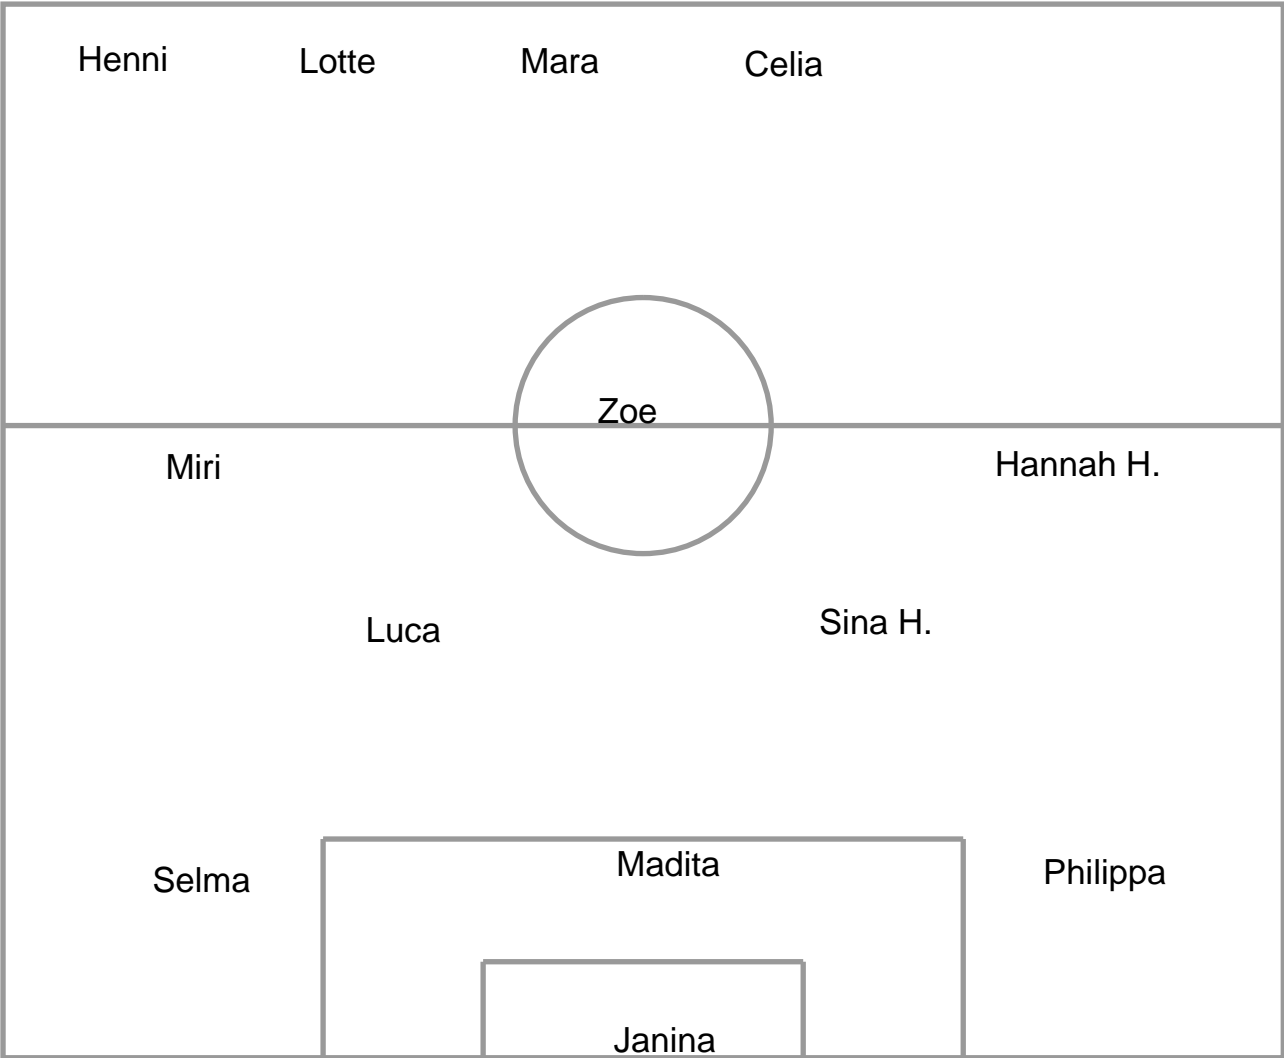 Henni Lotte Mara Celia
Zoe
Miri Hannah H.
Luca Sina H.
Selma Madita Philippa
Janina